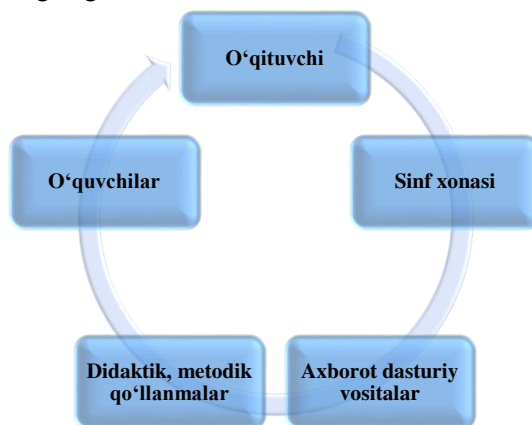 O‘qituvchi
Sinf xonasi
Axborot dasturiy
vositalar
Didaktik, metodik
qo‘llanmalar
O‘quvchilar